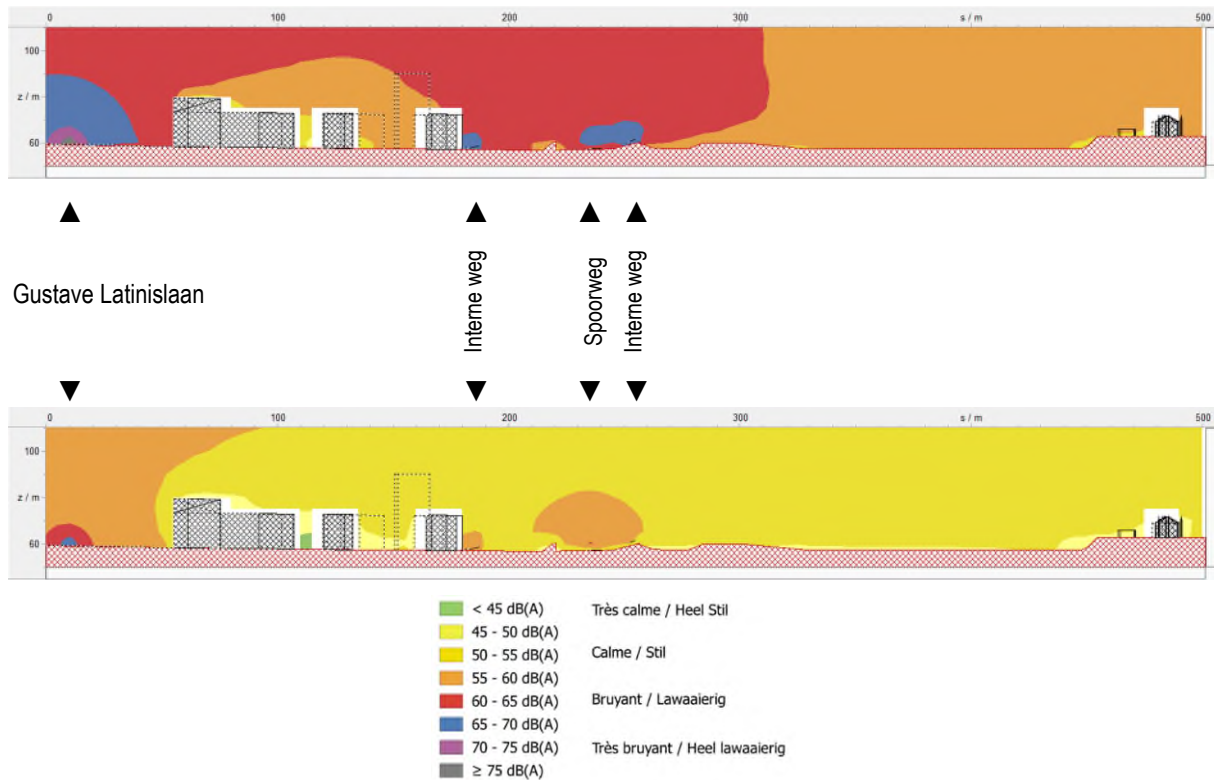 0 100 200 300 s / m 500
100
z / m
60
Gustave Latinislaan
Interne weg
Spoorweg
Interne weg
0 100 200 300 s / m 500
100
z / m
60
< 45 dB(A) Très calme / Heel Stil
45 - 50 dB(A)
50 - 55 dB(A) Calme / Stil
55 - 60 dB(A)
60 - 65 dB(A) Bruyant / Lawaaierig
65 - 70 dB(A)
70 - 75 dB(A) Très bruyant / Heel lawaaierig
≥ 75 dB(A)